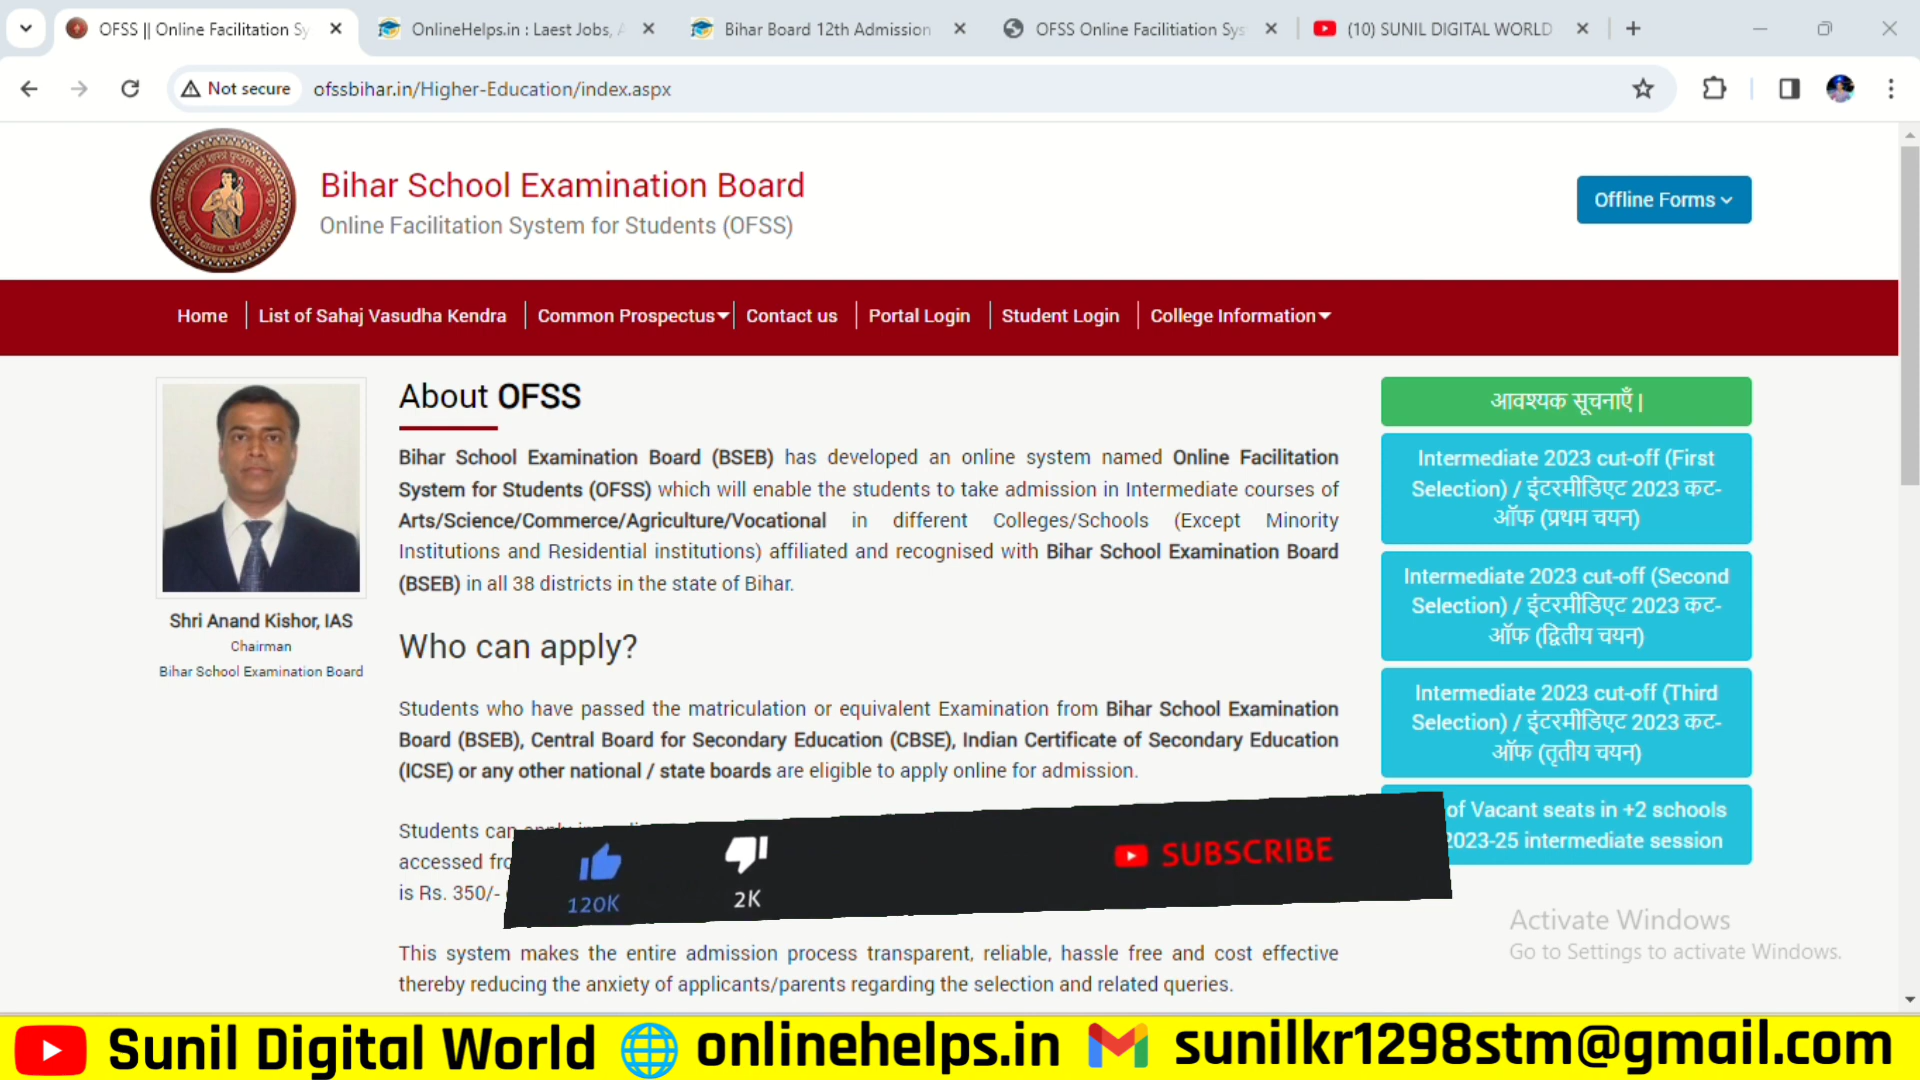 OFSS || Online Facilitation Sy
OnlineHelps.in : Laest Jobs, A
Bihar Board 12th Admission
OFSS Online Facilitiation Sys
(10) SUNIL DIGITAL WORLD
Not secure
ofssbihar.in/Higher-Education/index.aspx
Bihar School Examination Board
Online Facilitation System for Students (OFSS)
Offline Forms
Home
List of Sahaj Vasudha Kendra
Common Prospectus
Contact us
Portal Login
Student Login
College Information
Shri Anand Kishor, IAS
Chairman
Bihar School Examination Board
About OFSS
Bihar School Examination Board (BSEB) has developed an online system named Online Facilitation
System for Students (OFSS) which will enable the students to take admission in Intermediate courses of
Arts/Science/Commerce/Agriculture/Vocational in different Colleges/Schools (Except Minority
Institutions and Residential institutions) affiliated and recognised with Bihar School Examination Board
(BSEB) in all 38 districts in the state of Bihar.
Who can apply?
Students who have passed the matriculation or equivalent Examination from Bihar School Examination
Board (BSEB), Central Board for Secondary Education (CBSE), Indian Certificate of Secondary Education
(ICSE) or any other national / state boards are eligible to apply online for admission.
Students can
accessed
is Rs. 350/-
This system makes the entire admission process transparent, reliable, hassle free and cost effective
thereby reducing the anxiety of applicants/parents regarding the selection and related queries.
आवश्यक सूचनाएँ |
Intermediate 2023 cut-off (First
Selection) / इंटरमीडिएट 2023 कट-
ऑफ (प्रथम चयन)
Intermediate 2023 cut-off (Second
Selection) / इंटरमीडिएट 2023 कट-
ऑफ (द्वितीय चयन)
Intermediate 2023 cut-off (Third
Selection) / इंटरमीडिएट 2023 कट-
ऑफ (तृतीय चयन)
of Vacant seats in +2 schools
2023-25 intermediate session
120K
2K
SUBSCRIBE
Activate Windows
Go to Settings to activate Windows.
Sunil Digital World
onlinehelps.in
sunilkr1298stm@gmail.com